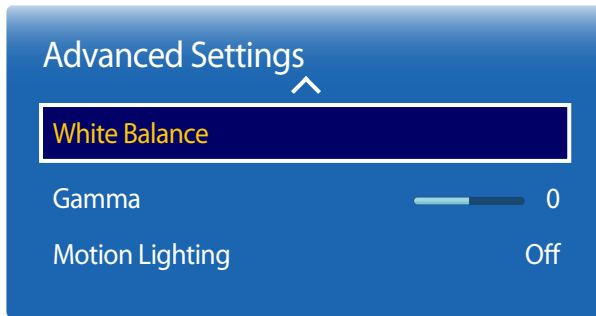 Advanced Settings
White Balance
Gamma 0
Motion Lighting Off